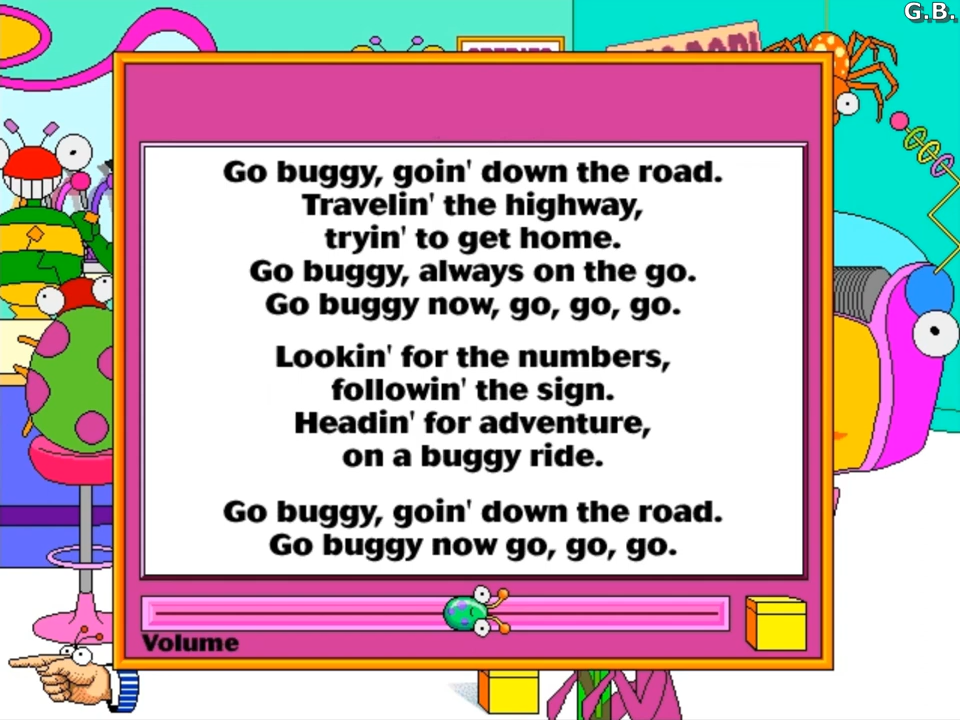 G.B.
Go buggy, goin' down the road.
Travelin' the highway,
tryin' to get home.
Go buggy, always on the go.
Go buggy now, go, go, go.
Lookin' for the numbers,
followin' the sign.
Headin' for adventure,
on a buggy ride.
Go buggy, goin' down the road.
Go buggy now go, go, go.
Volume